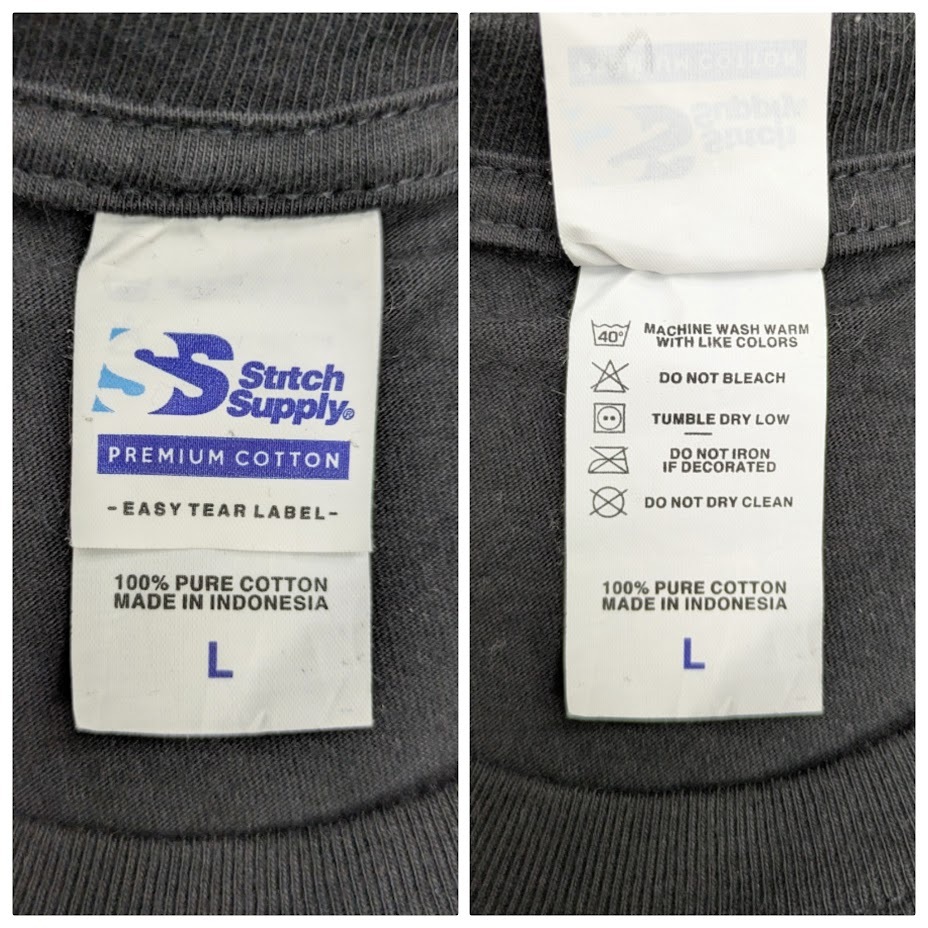 SS
Stitch
Supply®
PREMIUM COTTON
-EASY TEAR LABEL-
100% PURE COTTON
MADE IN INDONESIA
L
40°
MACHINE WASH WARM
WITH LIKE COLORS
DO NOT BLEACH
TUMBLE DRY LOW
DO NOT IRON
IF DECORATED
DO NOT DRY CLEAN
100% PURE COTTON
MADE IN INDONESIA
L